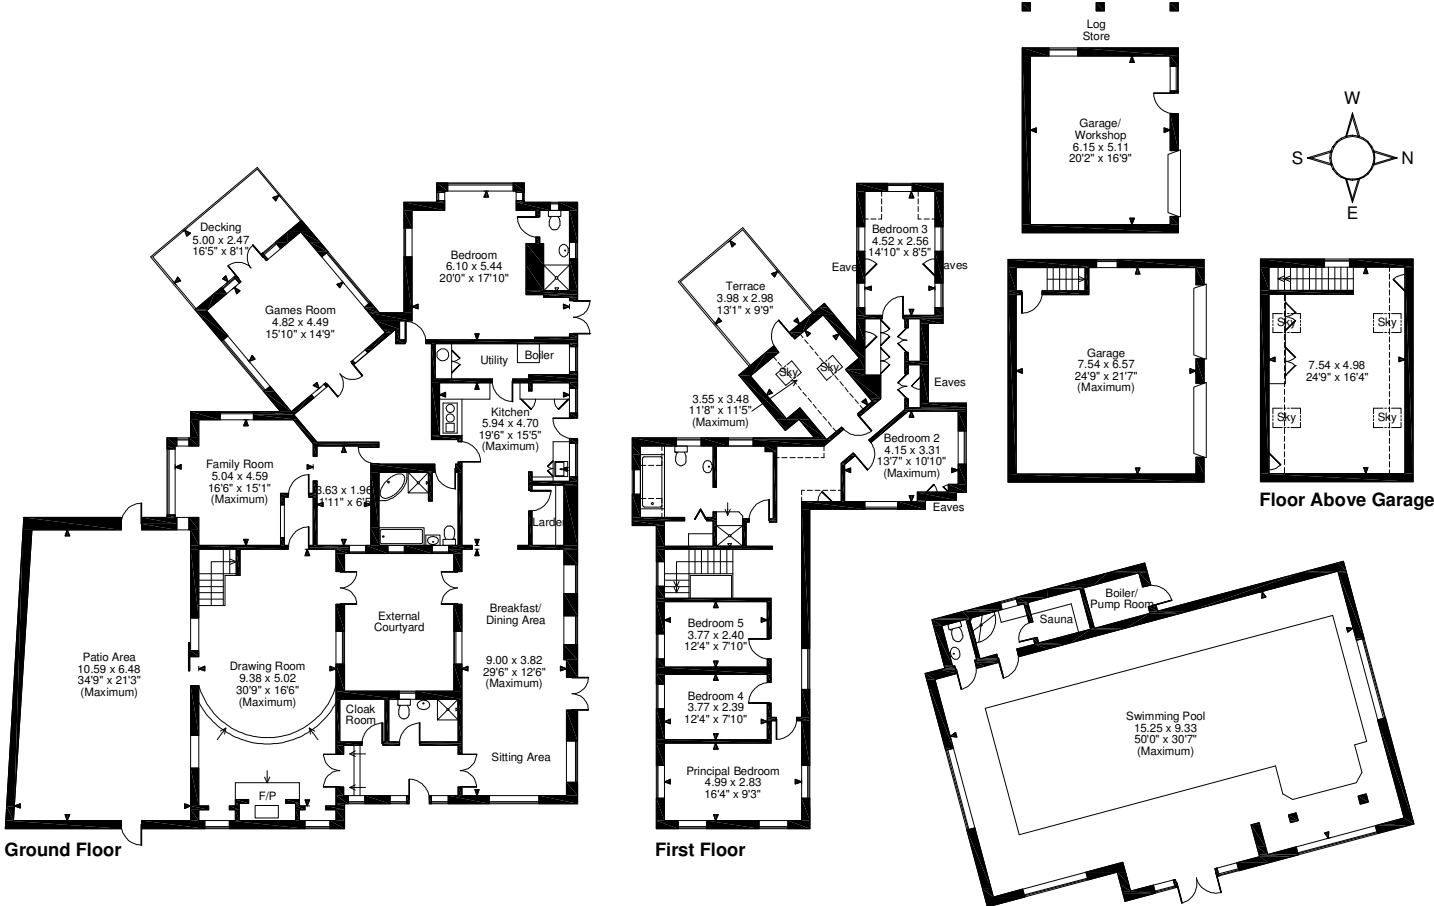 Log
Store
Garage/
Workshop
6.15 x 5.11
20'2" x 16'9"
W
S
N
E
Decking
5.00 x 2.47
16'5" x 8'1"
Games Room
4.82 x 4.49
15'10" x 14'9"
Bedroom
6.10 x 5.44
20'0" x 17'10"
Utility
Boiler
Kitchen
5.94 x 4.70
19'6" x 15'5"
(Maximum)
Family Room
5.04 x 4.59
16'6" x 15'1"
(Maximum)
3.63 x 1.96
Larder
Patio Area
10.59 x 6.48
34'9" x 21'3"
(Maximum)
Drawing Room
9.38 x 5.02
30'9" x 16'6"
(Maximum)
External
Courtyard
Breakfast/
Dining Area
9.00 x 3.82
29'6" x 12'6"
(Maximum)
Cloak
Room
Sitting Area
F/P
Ground Floor
Bedroom 3
4.52 x 2.56
14'10" x 8'5"
Eaves
Eaves
Terrace
3.98 x 2.98
13'1" x 9'9"
Sky
Sky
3.55 x 3.48
11'8" x 11'5"
(Maximum)
Eaves
Bedroom 2
4.15 x 3.31
13'7" x 10'10"
(Maximum)
Eaves
Bedroom 5
3.77 x 2.40
12'4" x 7'10"
Bedroom 4
3.77 x 2.39
12'4" x 7'10"
Principal Bedroom
4.99 x 2.83
16'4" x 9'3"
First Floor
Garage
7.54 x 6.57
24'9" x 21'7"
(Maximum)
Sky
Sky
7.54 x 4.98
24'9" x 16'4"
Sky
Sky
Floor Above Garage
Boiler/
Pump Room
Sauna
Swimming Pool
15.25 x 9.33
50'0" x 30'7"
(Maximum)